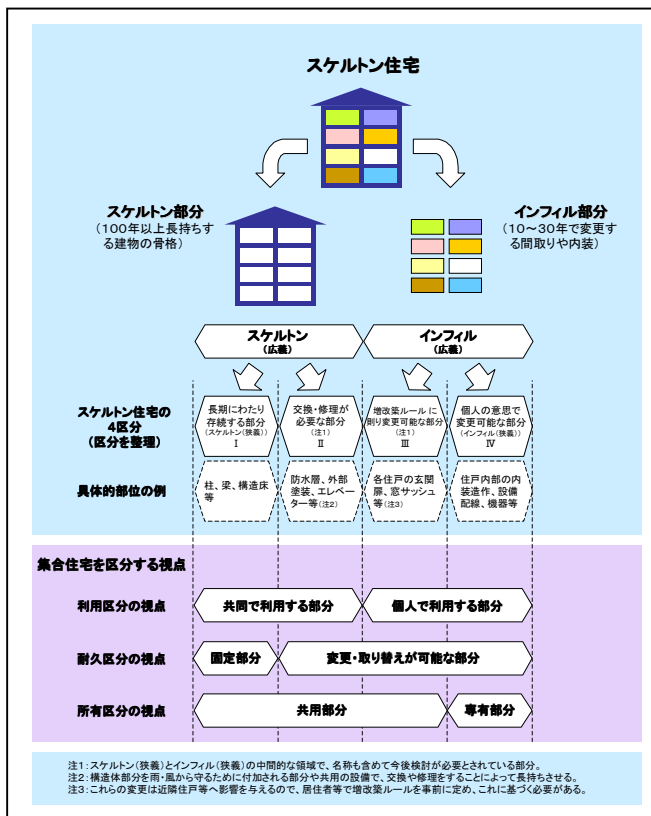 スケルトン住宅
スケルトン部分
(100年以上長持ちす
る建物の骨格)
インフィル部分
(10～30年で変更す
る間取りや内装)
スケルトン
(広義)
インフィル
(広義)
スケルトン住宅の
4区分
(区分を整理)
長期にわたり
存続する部分
(スケルトン(狭義))
Ⅰ
交換・修理が
必要な部分
(注1)
Ⅱ
増改築ルール に
則り変更可能な部分
(注1)
Ⅲ
個人の意思で
変更可能な部分
(インフィル(狭義))
Ⅳ
具体的部位の例
柱、梁、構造床
等
防水層、外部
塗装、エレベー
ター等(注2)
各住戸の玄関
扉、窓サッシュ
等(注3)
住戸内部の内
装造作、設備
配線、機器等
集合住宅を区分する視点
利用区分の視点
共同で利用する部分
個人で利用する部分
耐久区分の視点
固定部分
変更・取り替えが可能な部分
所有区分の視点
共用部分
専有部分
注1：スケルトン(狭義)とインフィル(狭義)の中間的な領域で、名称も含めて今後検討が必要とされている部分。
注2：構造体部分を雨・風から守るために付加される部分や共用の設備で、交換や修理をすることによって長持ちさせる。
注3：これらの変更は近隣住戸等へ影響を与えるので、居住者等で増改築ルールを事前に定め、これに基づく必要がある。